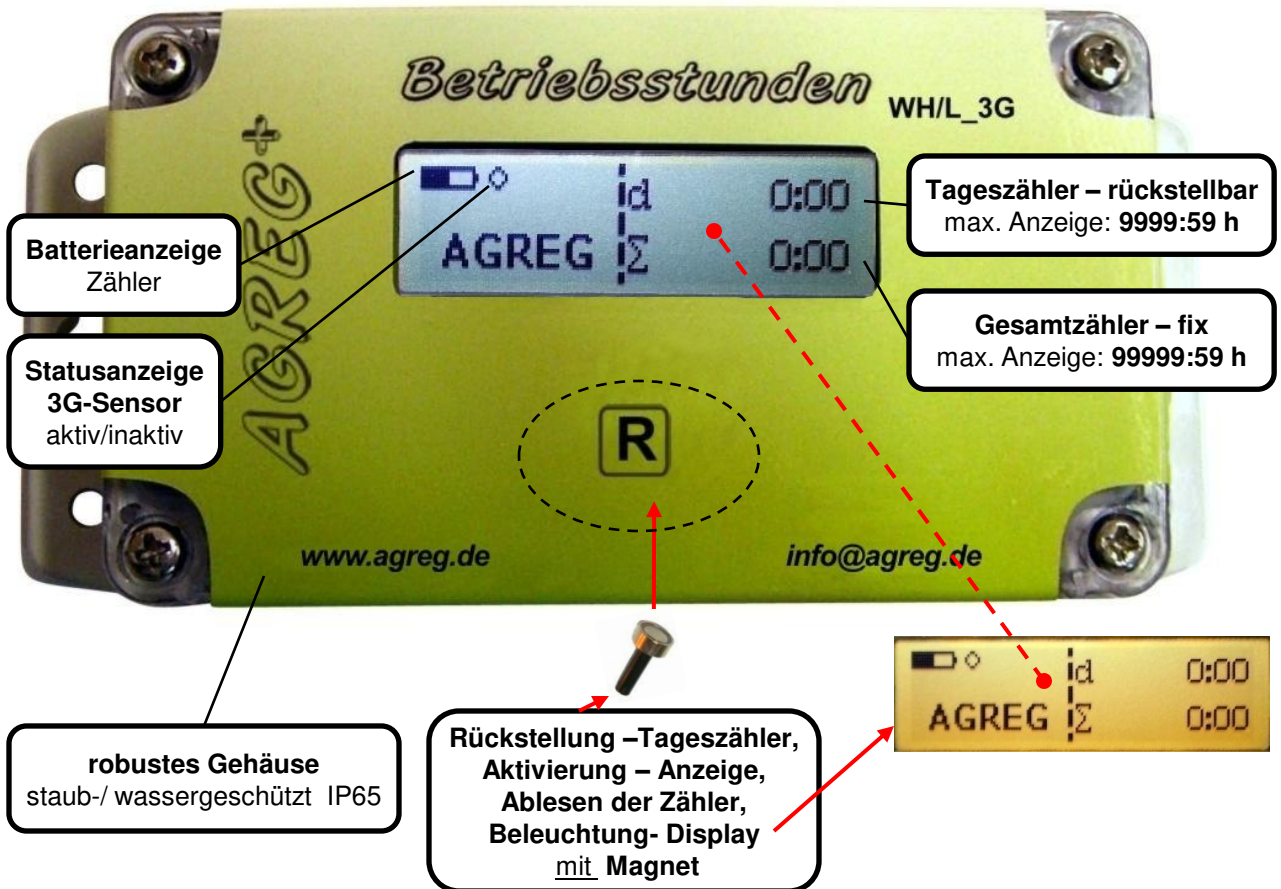 Betriebsstunden
WH/L_3G
AGREG+
d 0:00
AGREG Σ 0:00
Tageszähler – rückstellbar
max. Anzeige: 9999:59 h
Batterieanzeige
Zähler
Gesamtzähler – fix
max. Anzeige: 99999:59 h
Statusanzeige
3G-Sensor
aktiv/inaktiv
R
www.agreg.de
info@agreg.de
d 0:00
AGREG Σ 0:00
robustes Gehäuse
staub-/ wassergeschützt IP65
Rückstellung –Tageszähler,
Aktivierung – Anzeige,
Ablesen der Zähler,
Beleuchtung- Display
mit Magnet